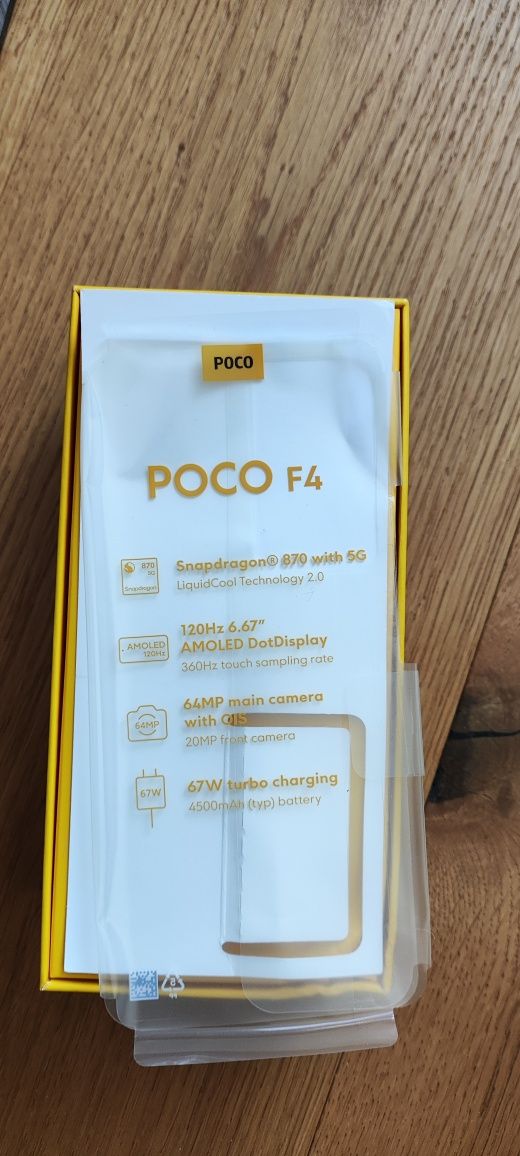 POCO
POCO F4
870
5G
Snapdragon
Snapdragon® 870 with 5G
LiquidCool Technology 2.0
AMOLED
120Hz
120Hz 6.67"
AMOLED DotDisplay
360Hz touch sampling rate
64MP
64MP main camera
with OIS
20MP front camera
67W
67W turbo charging
4500mAh (typ) battery